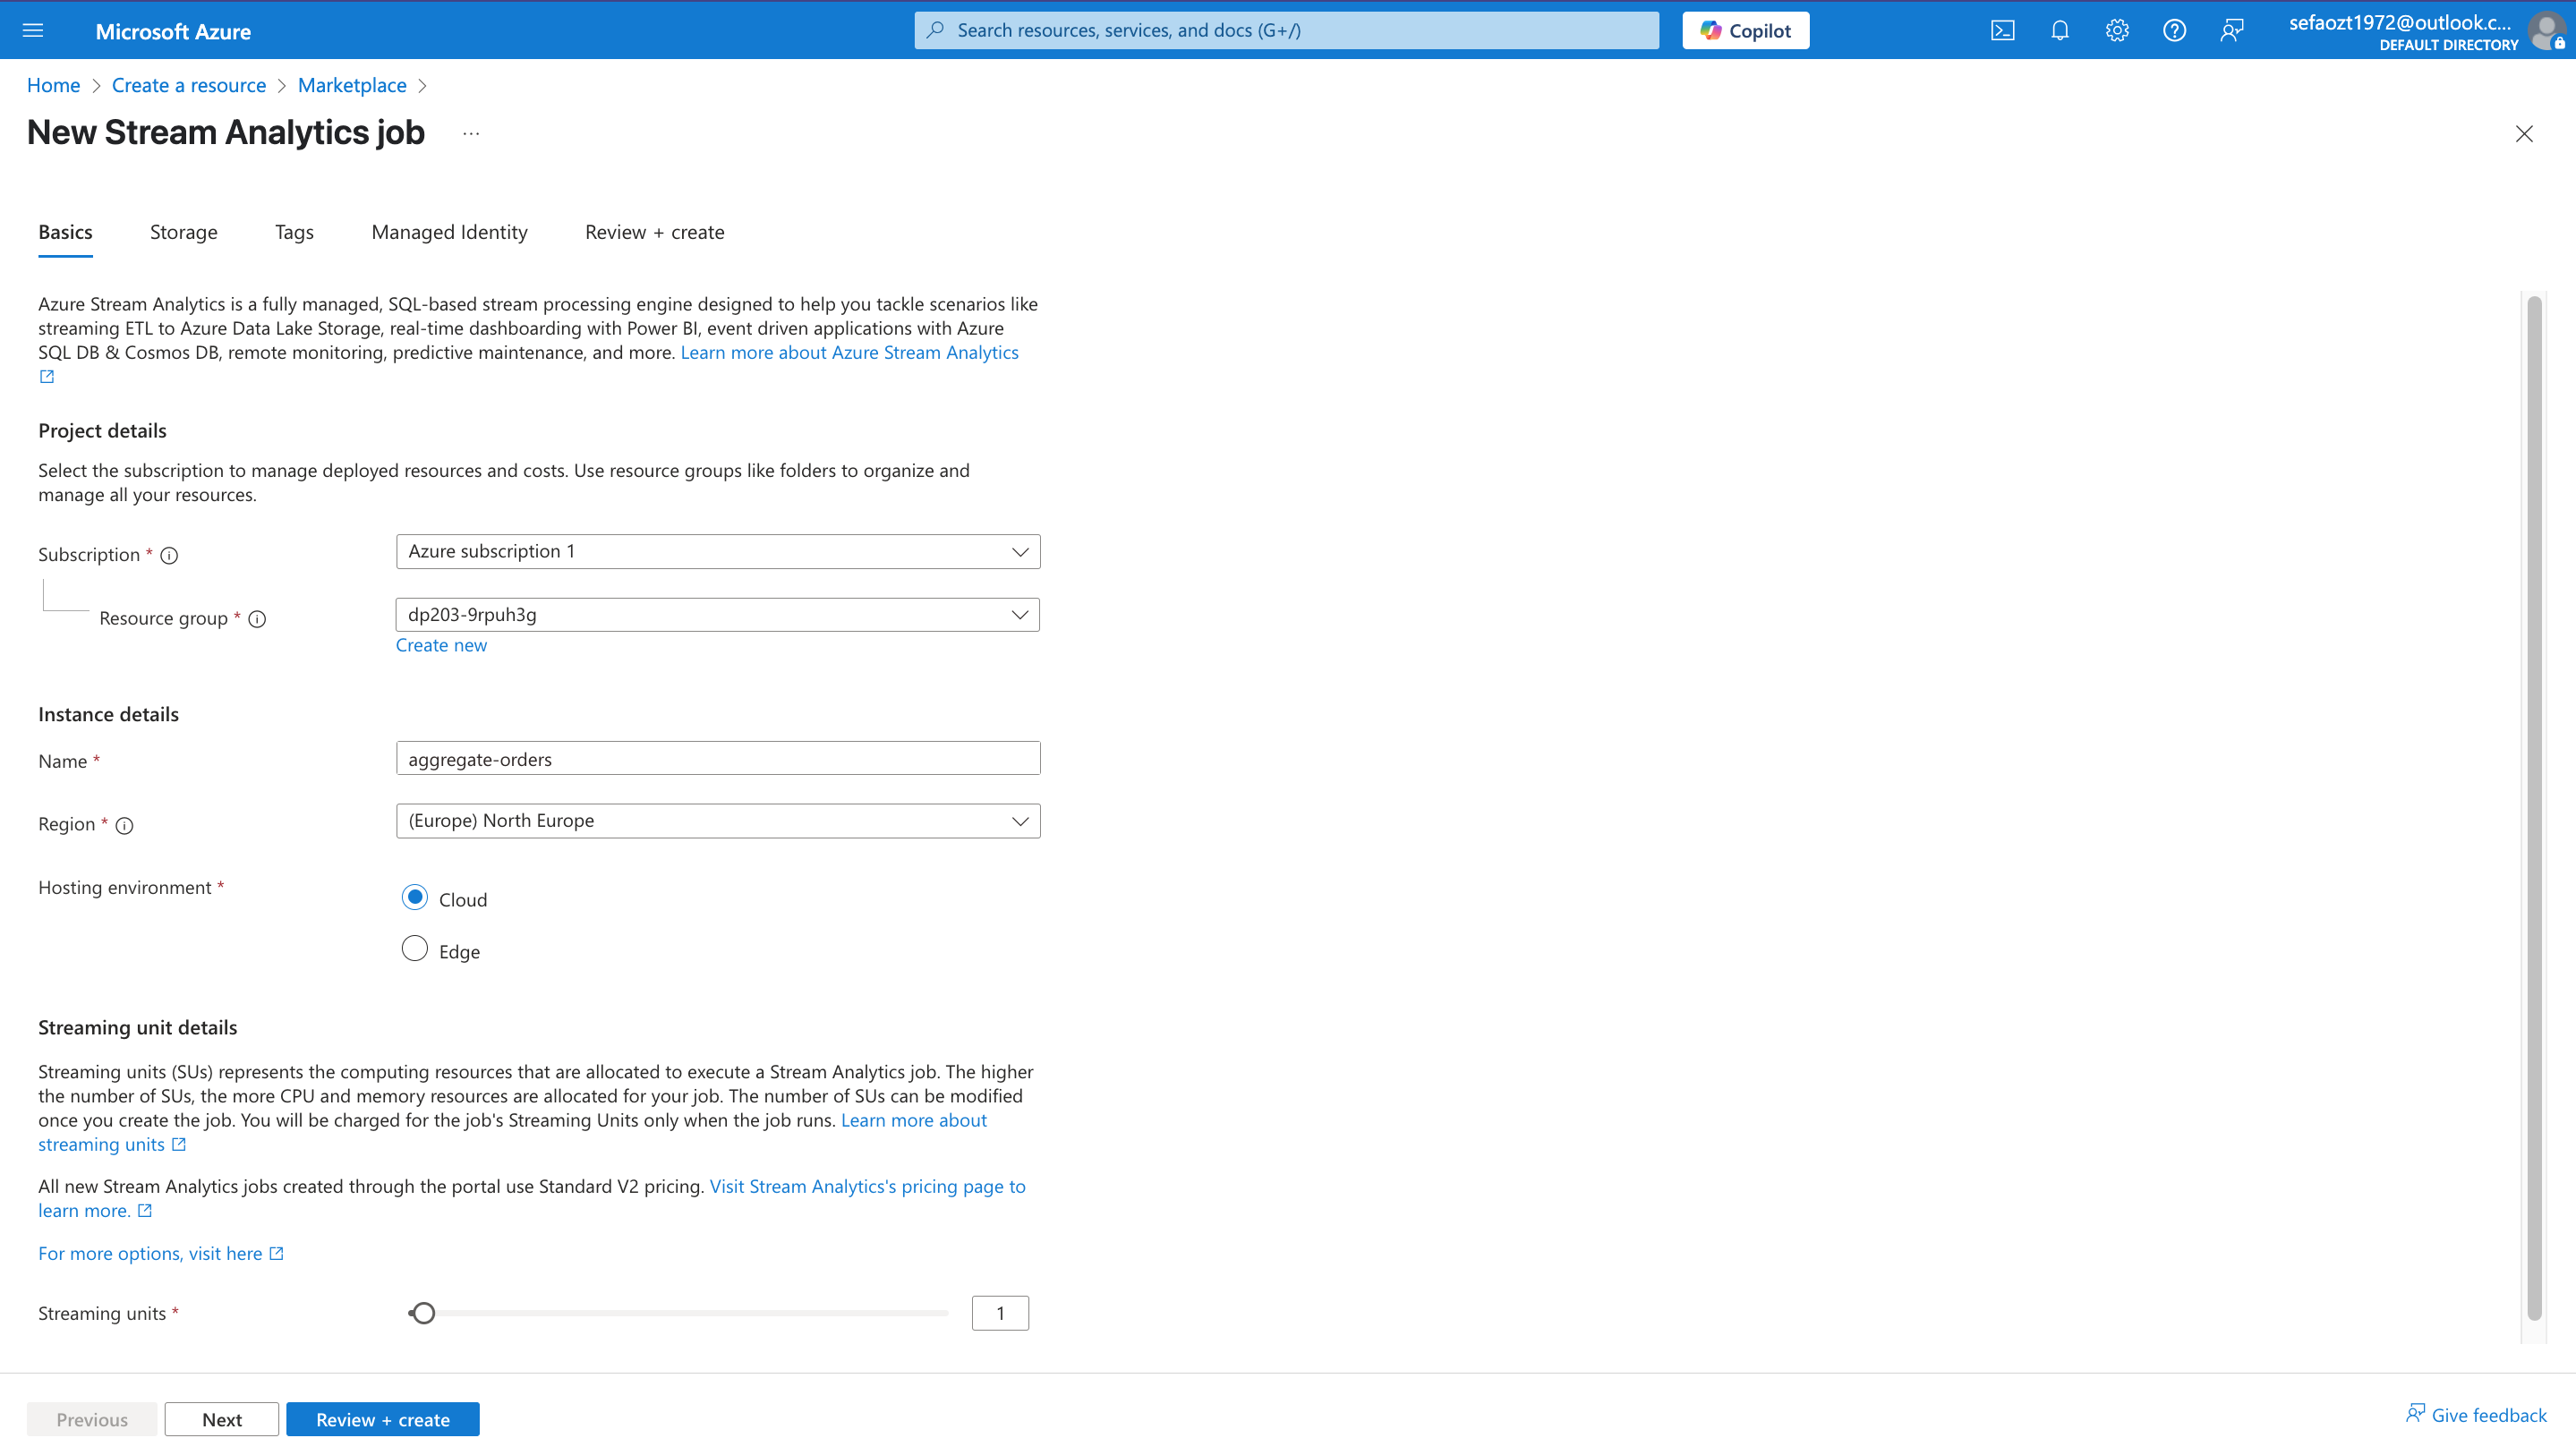 Microsoft Azure
Search resources, services, and docs (G+/)
Copilot
sefaozt1972@outlook.c...
DEFAULT DIRECTORY
Home > Create a resource > Marketplace >
New Stream Analytics job ...
Basics
Storage
Tags
Managed Identity
Review + create
Azure Stream Analytics is a fully managed, SQL-based stream processing engine designed to help you tackle scenarios like
streaming ETL to Azure Data Lake Storage, real-time dashboarding with Power BI, event driven applications with Azure
SQL DB & Cosmos DB, remote monitoring, predictive maintenance, and more. Learn more about Azure Stream Analytics
Project details
Select the subscription to manage deployed resources and costs. Use resource groups like folders to organize and
manage all your resources.
Subscription *
Azure subscription 1
Resource group *
dp203-9rpuh3g
Create new
Instance details
Name *
aggregate-orders
Region *
(Europe) North Europe
Hosting environment *
Cloud
Edge
Streaming unit details
Streaming units (SUs) represents the computing resources that are allocated to execute a Stream Analytics job. The higher
the number of SUs, the more CPU and memory resources are allocated for your job. The number of SUs can be modified
once you create the job. You will be charged for the job's Streaming Units only when the job runs. Learn more about
streaming units
All new Stream Analytics jobs created through the portal use Standard V2 pricing. Visit Stream Analytics's pricing page to
learn more.
For more options, visit here
Streaming units *
1
Previous
Next
Review + create
Give feedback